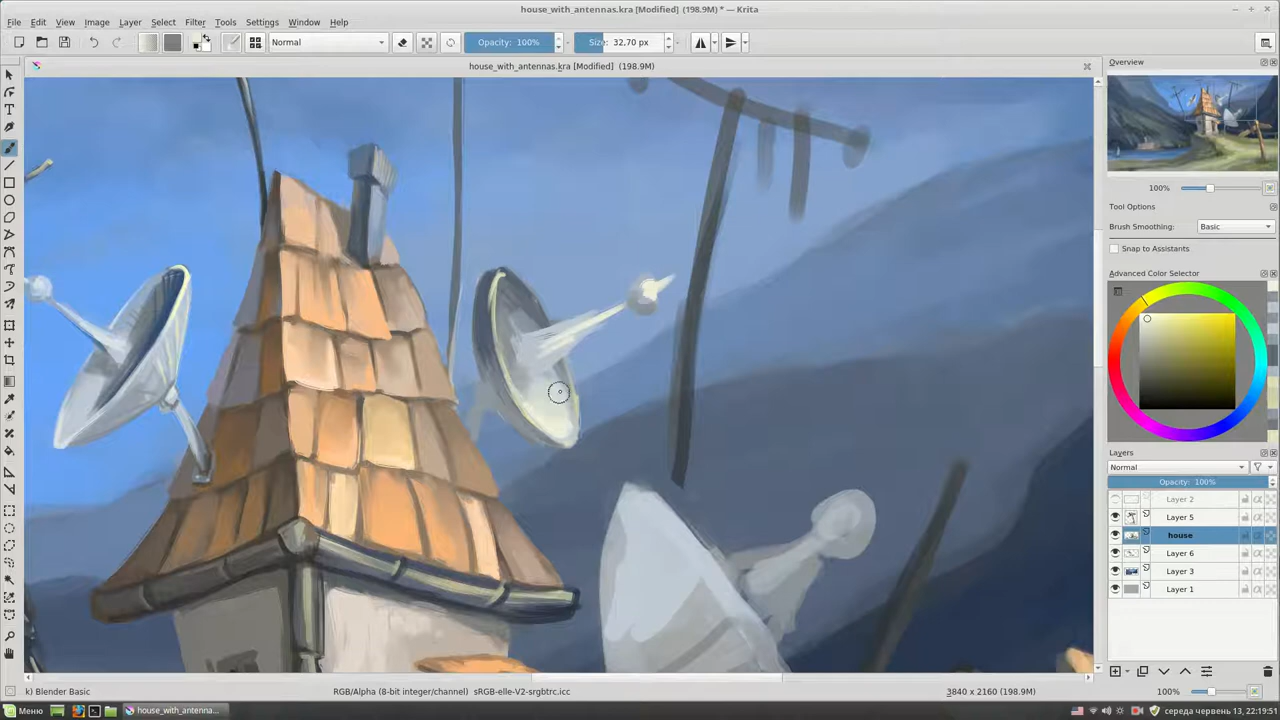 house_with_antennas.kra [Modified] (198.9M) * — Krita
File Edit View Image Layer Select Filter Tools Settings Window Help
Normal
Opacity: 100%
Size: 32.70 px
house_with_antennas.kra [Modified] (198.9M)
Overview
100%
Tool Options
Brush Smoothing: Basic
Snap to Assistants
Advanced Color Selector
Layers
Normal
Opacity: 100%
Layer 2
Layer 5
house
Layer 6
Layer 3
Layer 1
k) Blender Basic
RGB/Alpha (8-bit integer/channel) sRGB-elle-V2-srgbtrc.icc
3840 x 2160 (198.9M)
100%
Меню
house_with_antenna...
середа червень 13, 22:19:51